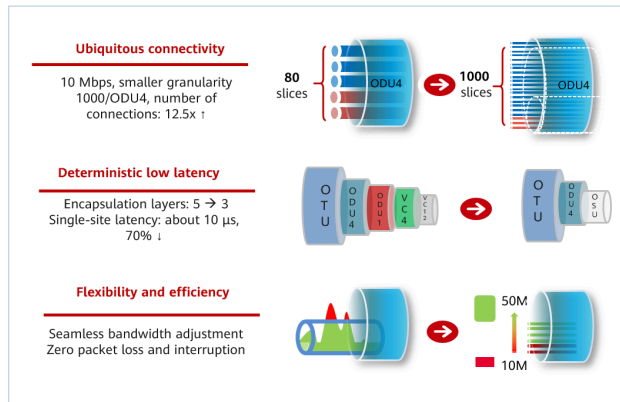 Ubiquitous connectivity
10 Mbps, smaller granularity
1000/ODU4, number of
connections: 12.5x ↑
80
slices
ODU4
1000
slices
ODU4
Deterministic low latency
Encapsulation layers: 5 → 3
Single-site latency: about 10 µs,
70% ↓
OTU
ODU4
ODU1
VC4
VC12
OTU
ODU4
OSU
Flexibility and efficiency
Seamless bandwidth adjustment
Zero packet loss and interruption
50M
10M